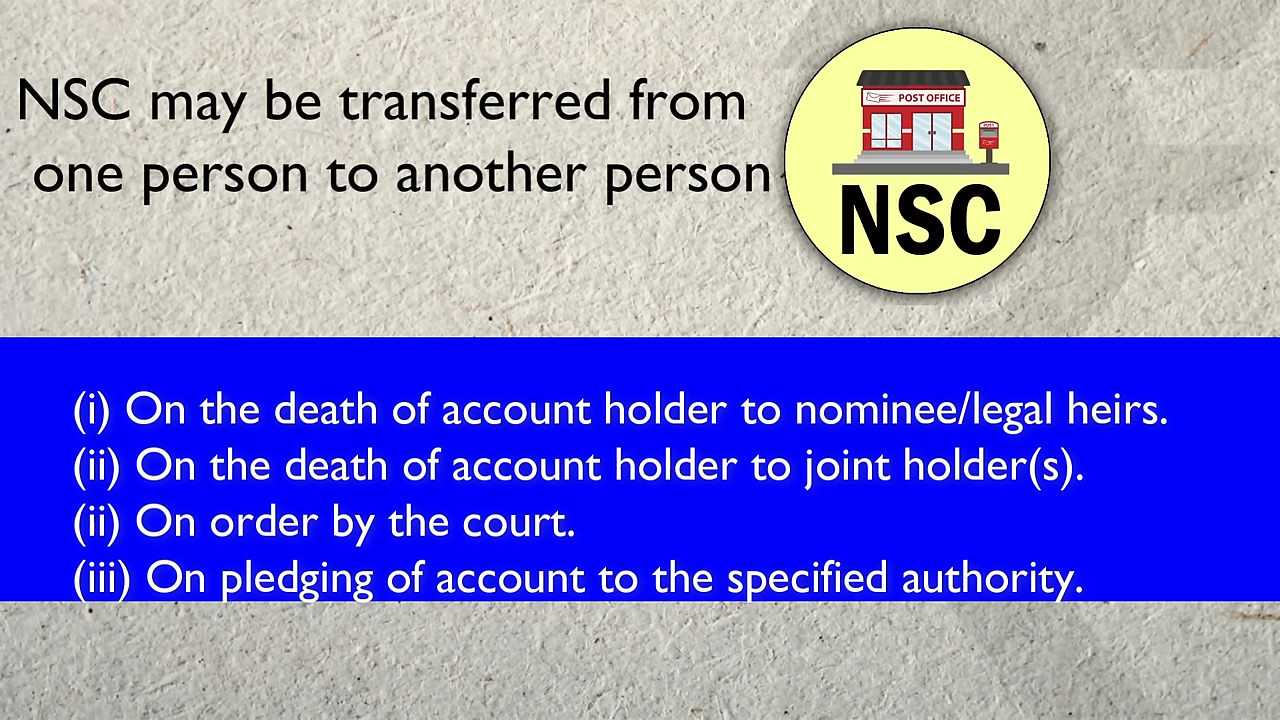 NSC may be transferred from
one person to another person
POST OFFICE
POST
NSC
(i) On the death of account holder to nominee/legal heirs.
(ii) On the death of account holder to joint holder(s).
(ii) On order by the court.
(iii) On pledging of account to the specified authority.